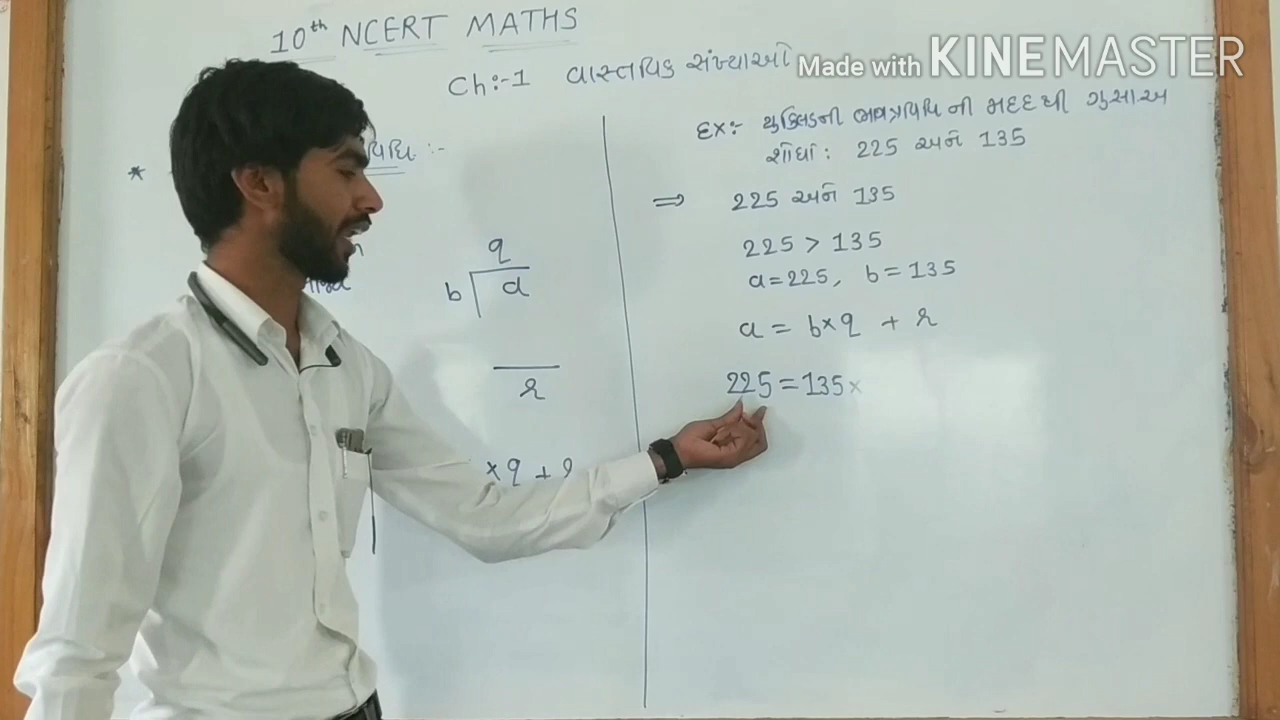 10th NCERT MATHS
Ch:-1 વાસ્તવિક સંખ્યાઓ
Made with KINEMASTER
*
વિધિ :-
q
b a
r
× q +
Ex:- યુક્લિડની ભાગપ્રવિધિ ની મદદથી ગુસાઅ
શોધો : 225 અને 135
⇒ 225 અને 135
225 > 135
a = 225, b = 135
a = b×q + r
225 = 135 ×